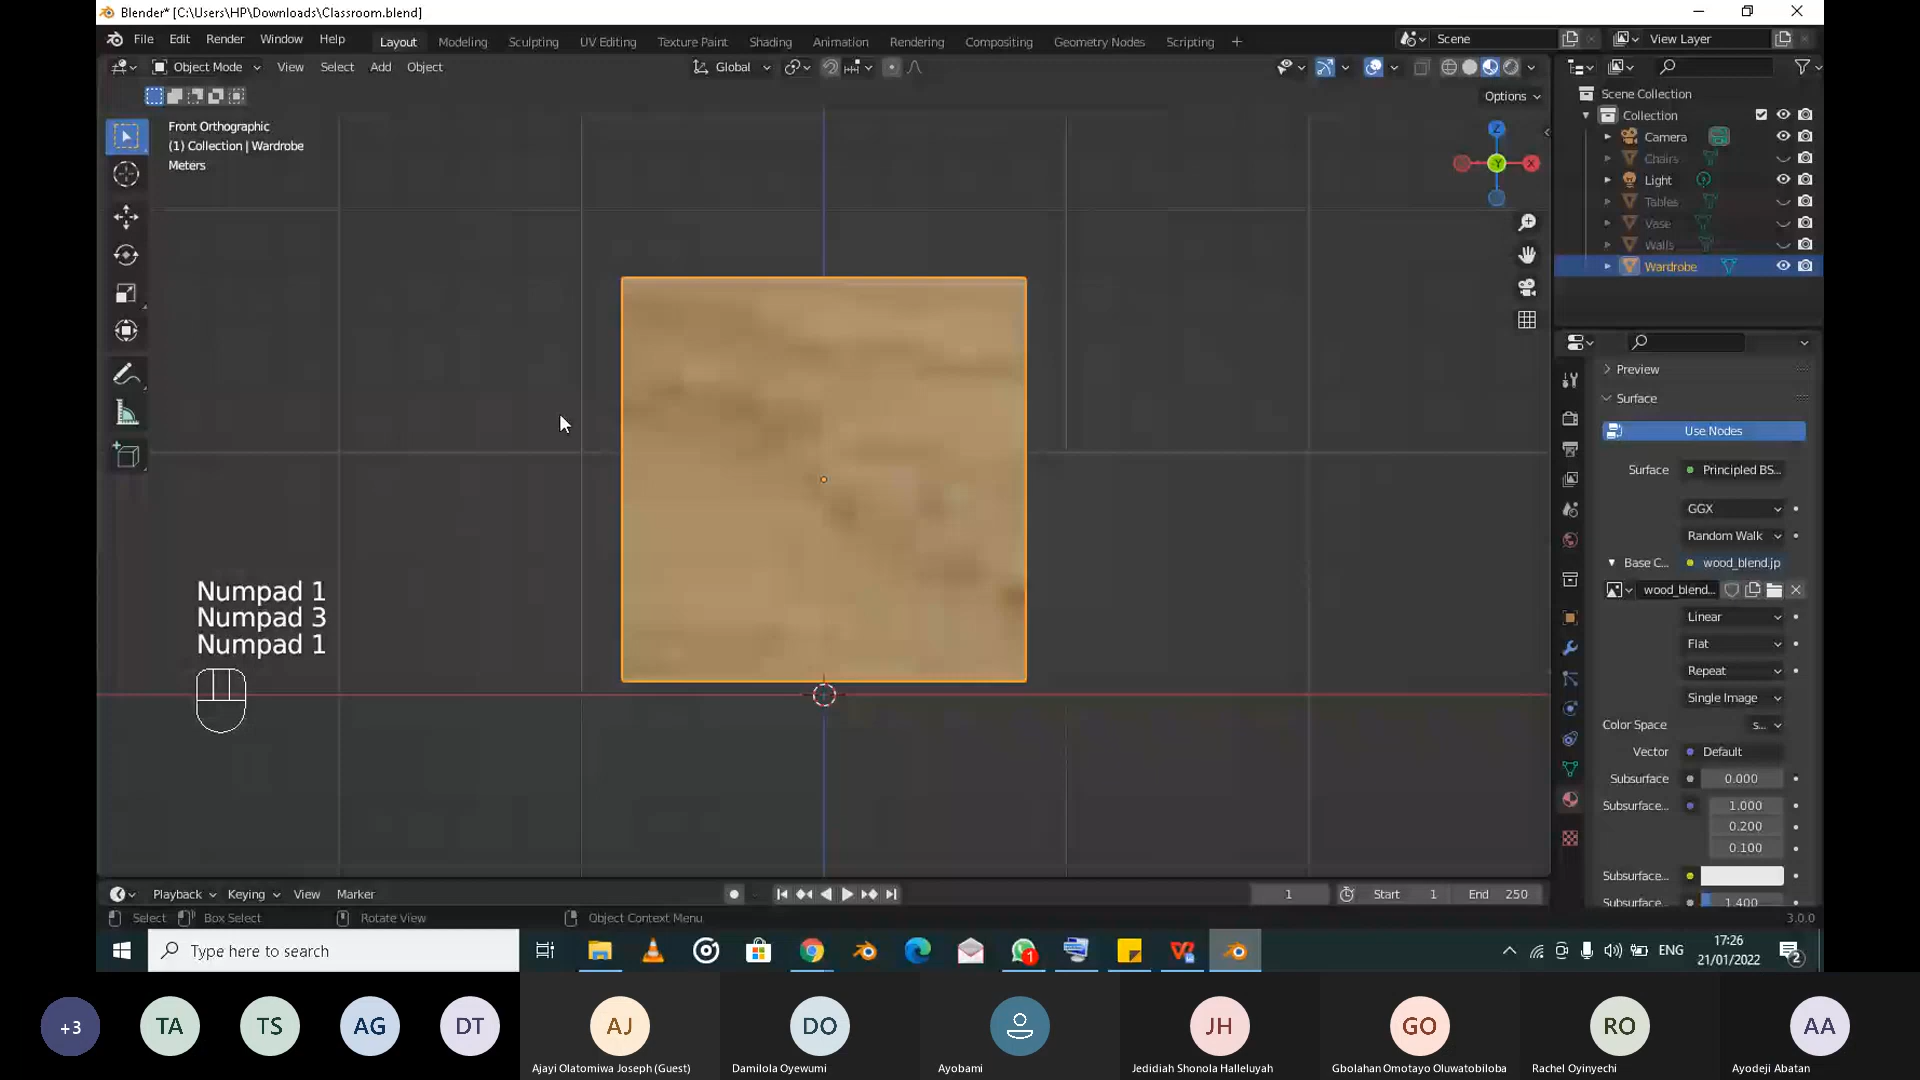 Blender* [C:\Users\HP\Downloads\Classroom.blend]
File Edit Render Window Help Layout Modeling Sculpting UV Editing Texture Paint Shading Animation Rendering Compositing Geometry Nodes Scripting Scene View Layer
Object Mode View Select Add Object Global
Options
Front Orthographic
(1) Collection | Wardrobe
Meters
Z
Y
X
Scene Collection
Collection
Camera
Chairs
Light
Tables
Vase
Walls
Wardrobe
Preview
Surface
Use Nodes
Surface Principled BS...
GGX
Random Walk
Base C... wood_blend.jp
wood_blend...
Linear
Flat
Repeat
Single Image
Color Space s...
Vector Default
Subsurface 0.000
Subsurface... 1.000
0.200
0.100
Subsurface...
Subsurface... 1.400
Numpad 1
Numpad 3
Numpad 1
Playback Keying View Marker 1 Start 1 End 250
Select Box Select Rotate View Object Context Menu 3.0.0
Type here to search 1 ENG 17:26
21/01/2022 2
+3 TA TS AG DT AJ DO JH GO RO AA
Ajayi Olatomiwa Joseph (Guest) Damilola Oyewumi Ayobami Jedidiah Shonola Halleluyah Gbolahan Omotayo Oluwatobiloba Rachel Oyinyechi Ayodeji Abatan